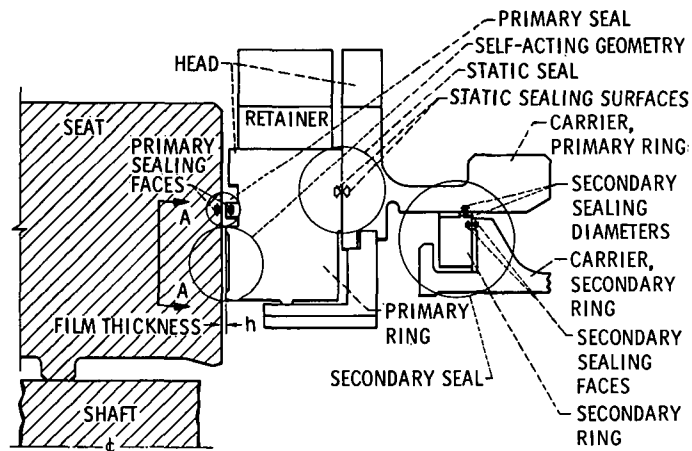 PRIMARY SEAL
SELF-ACTING GEOMETRY
STATIC SEAL
STATIC SEALING SURFACES
HEAD
RETAINER
SEAT
PRIMARY
SEALING
FACES
CARRIER,
PRIMARY RING
SECONDARY
SEALING
DIAMETERS
CARRIER,
SECONDARY
RING
A
A
FILM THICKNESS
h
PRIMARY
RING
SECONDARY SEAL
SECONDARY
SEALING
FACES
SECONDARY
RING
SHAFT
℄